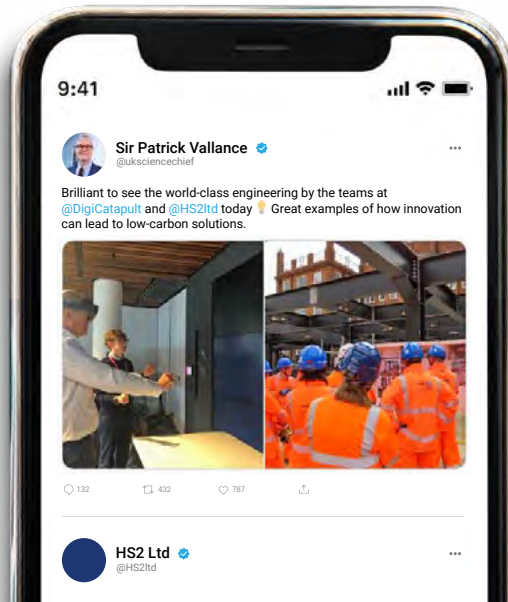 9:41
Sir Patrick Vallance
@uksciencechief
Brilliant to see the world-class engineering by the teams at
@DigiCatapult and @HS2ltd today 💡 Great examples of how innovation
can lead to low-carbon solutions.
132 432 787
HS2 Ltd
@HS2ltd